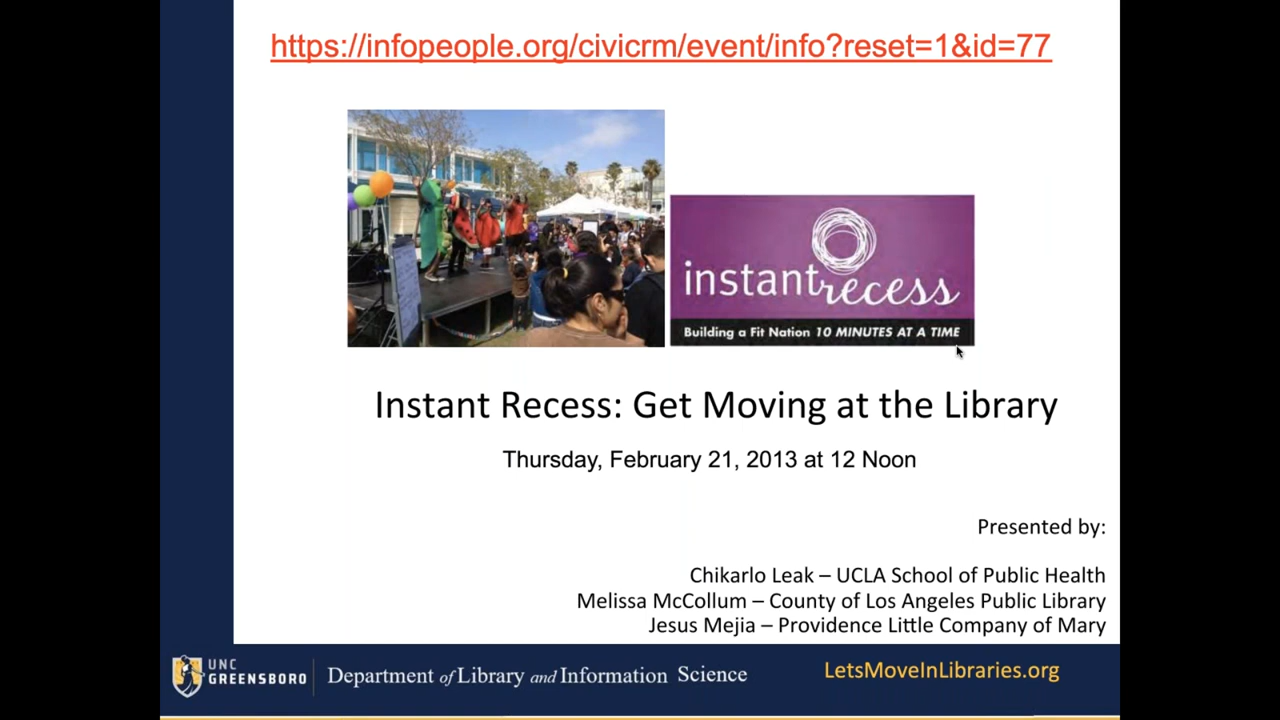 https://infopeople.org/civicrm/event/info?reset=1&id=77
instantrecess
Building a Fit Nation 10 MINUTES AT A TIME
Instant Recess: Get Moving at the Library
Thursday, February 21, 2013 at 12 Noon
Presented by:
Chikarlo Leak – UCLA School of Public Health
Melissa McCollum – County of Los Angeles Public Library
Jesus Mejia – Providence Little Company of Mary
UNC
GREENSBORO
Department of Library and Information Science
LetsMoveInLibraries.org